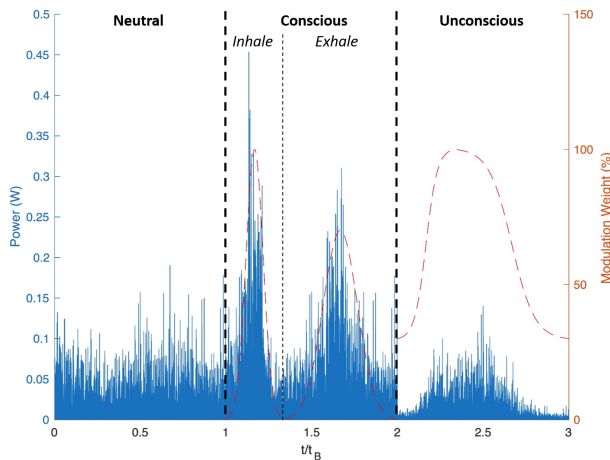 Neutral Conscious Unconscious
Inhale Exhale
0.5
0.45
0.4
0.35
0.3
0.25
0.2
0.15
0.1
0.05
0
Power (W)
150
100
50
0
Modulation Weight (%)
0 0.5 1 1.5 2 2.5 3
t/t_B